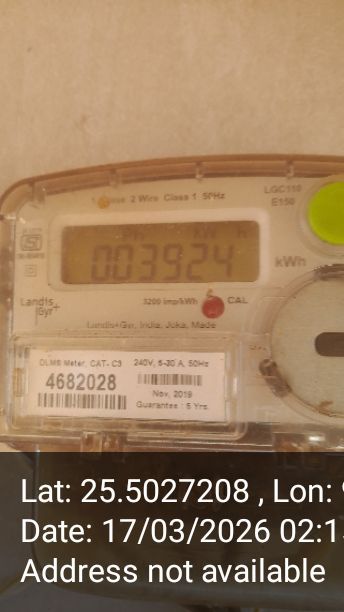 2 Wire Class 1 50Hz
LGC110
E150
kW h
003924
kWh
Landis
Gyr+
3200 imp/kWh
CAL
Landis+Gyr, India, Joka, Made
DLMS Meter, CAT- C3
240V, 5-30 A, 50Hz
4682028
Nov, 2019
Guarantee : 5 Yrs.
Lat: 25.5027208 , Lon:
Date: 17/03/2026 02:1
Address not available